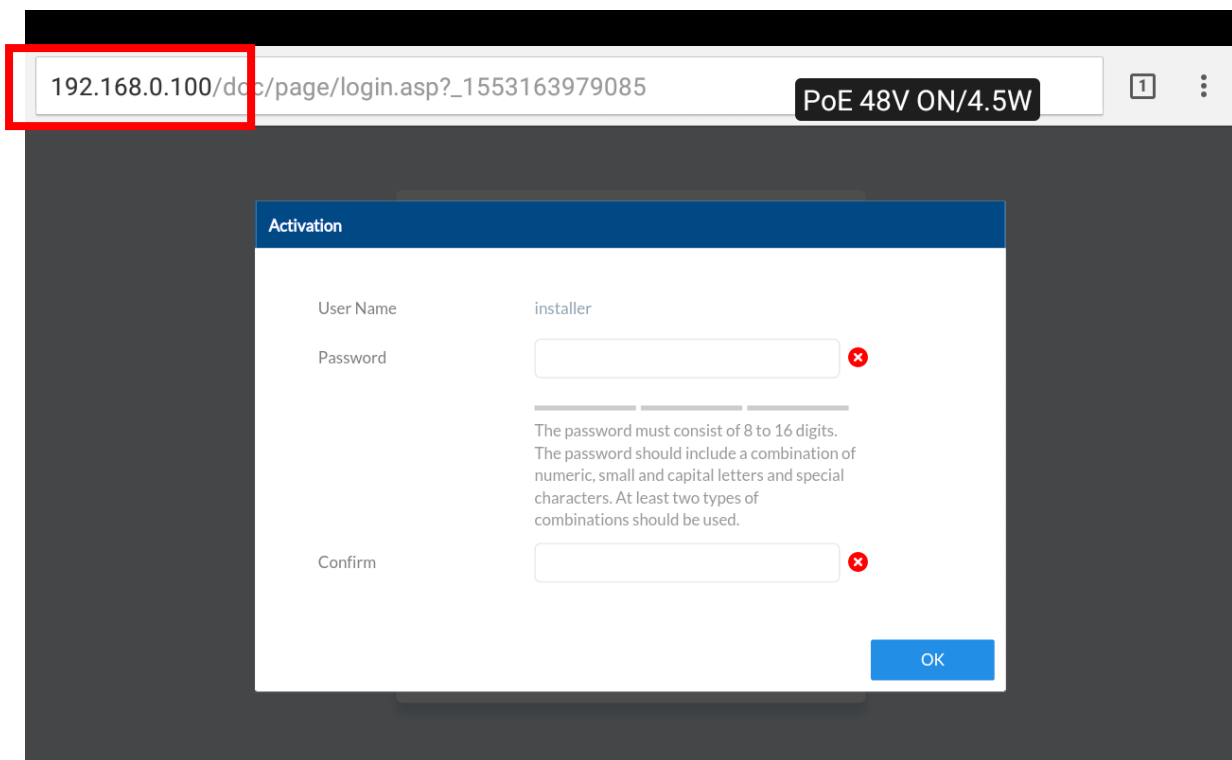 192.168.0.100/doc/page/login.asp?_1553163979085
PoE 48V ON/4.5W
1
Activation
User Name
installer
Password
The password must consist of 8 to 16 digits.
The password should include a combination of
numeric, small and capital letters and special
characters. At least two types of
combinations should be used.
Confirm
OK